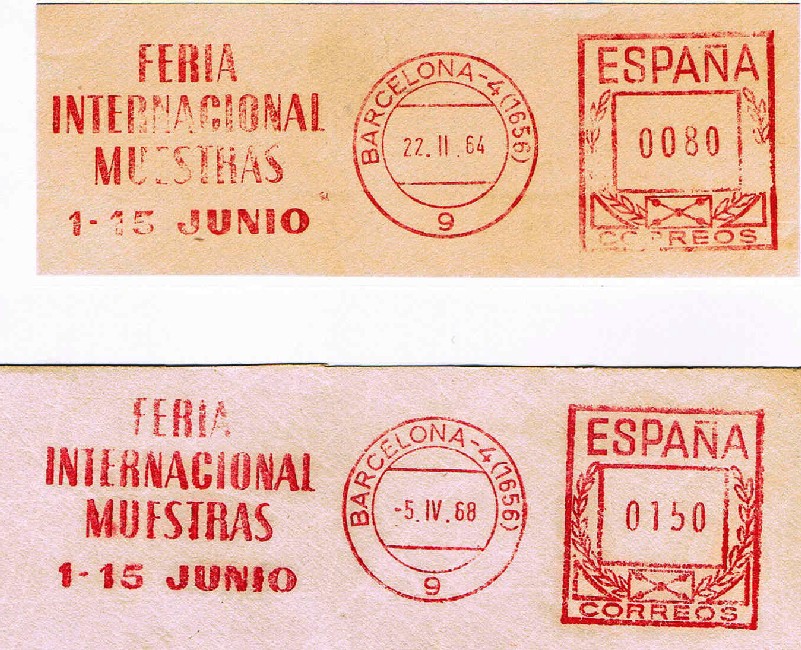 FERIA
INTERNACIONAL
MUESTRAS
1-15 JUNIO
BARCELONA-4(1656)
22. II. 64
9
ESPAÑA
0080
CORREOS
FERIA
INTERNACIONAL
MUESTRAS
1-15 JUNIO
BARCELONA-4(1656)
-5. IV. 68
9
ESPAÑA
0150
CORREOS